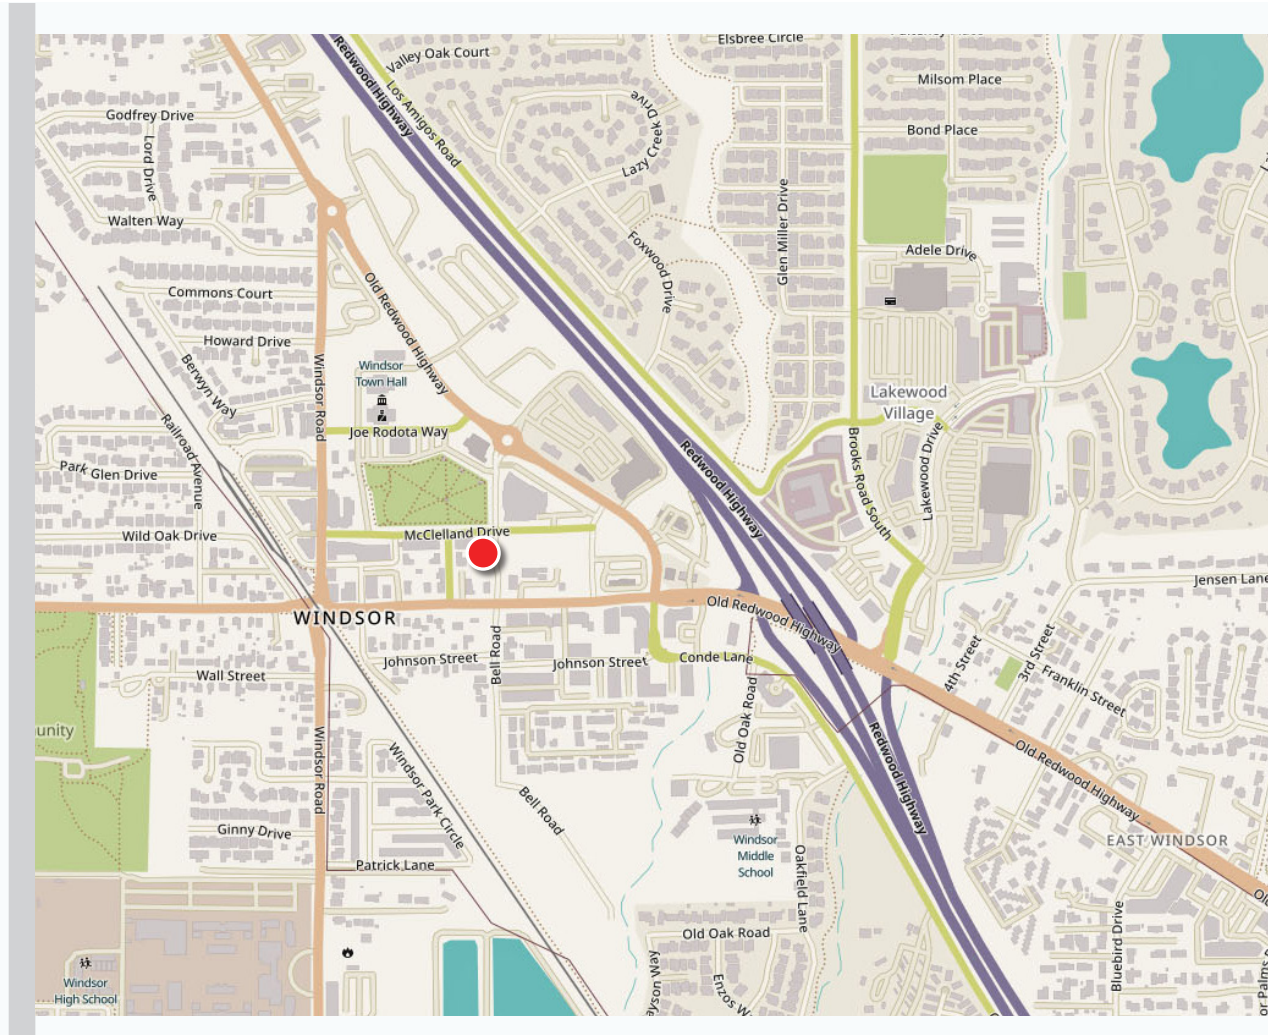 Elsbree Circle
Valley Oak Court
Redwood Highway
Los Amigos Road
Milsom Place
Godfrey Drive
Lord Drive
Lazy Creek Drive
Bond Place
Walten Way
Glen Miller Drive
Foxwood Drive
Adele Drive
Commons Court
Old Redwood Highway
Howard Drive
Windsor Road
Berwyn Way
Windsor
Town Hall
Lakewood
Village
Joe Rodota Way
Railroad Avenue
Park Glen Drive
Redwood Highway
Brooks Road South
Lakewood Drive
Wild Oak Drive
McClelland Drive
Jensen Lane
WINDSOR
Old Redwood Highway
Bell Road
Johnson Street
Johnson Street
Conde Lane
4th Street
3rd Street
Franklin Street
Wall Street
Old Oak Road
unity
Windsor Road
Windsor Park Circle
Redwood Highway
Old Redwood Highway
Bell Road
Ginny Drive
Windsor
Middle
School
EAST WINDSOR
Patrick Lane
Oakfield Lane
Old Oak Road
Bluebird Drive
Windsor
High School
yson Way
Enzos W
or Palms